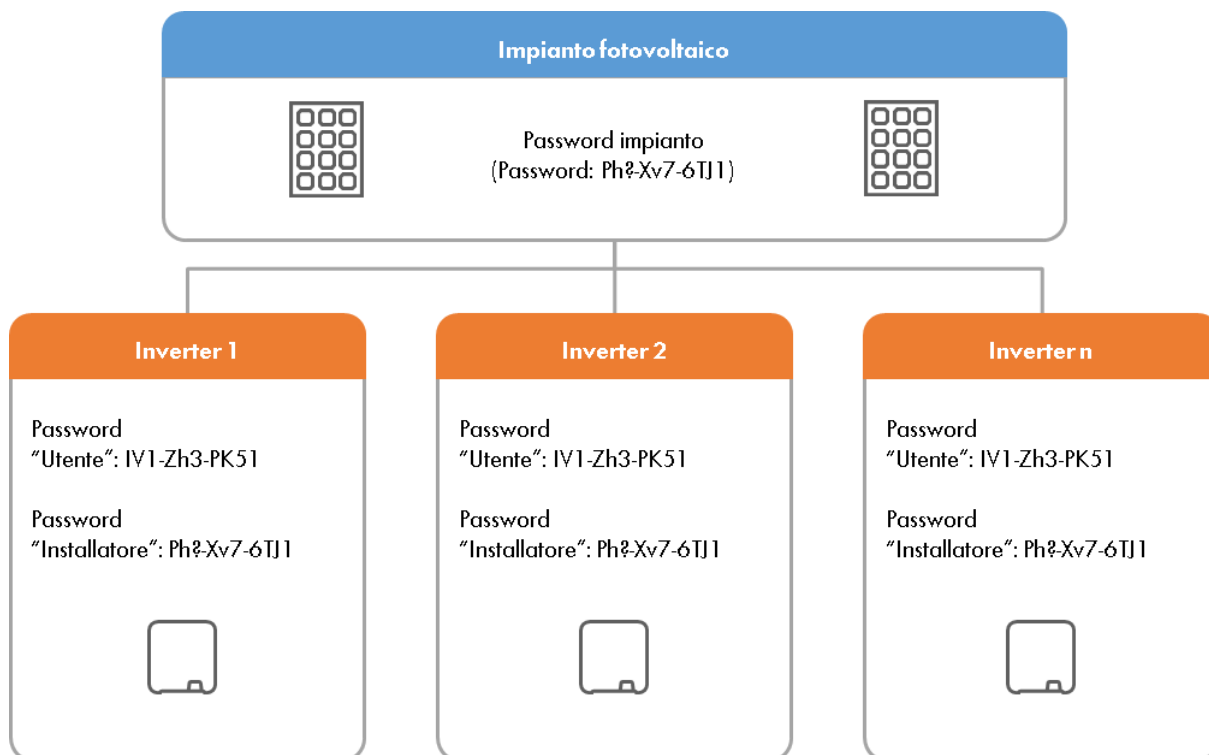 Impianto fotovoltaico
Password impianto
(Password: Ph?-Xv7-6TJ1)
Inverter 1
Password
"Utente": IV1-Zh3-PK51
Password
"Installatore": Ph?-Xv7-6TJ1
Inverter 2
Password
"Utente": IV1-Zh3-PK51
Password
"Installatore": Ph?-Xv7-6TJ1
Inverter n
Password
"Utente": IV1-Zh3-PK51
Password
"Installatore": Ph?-Xv7-6TJ1